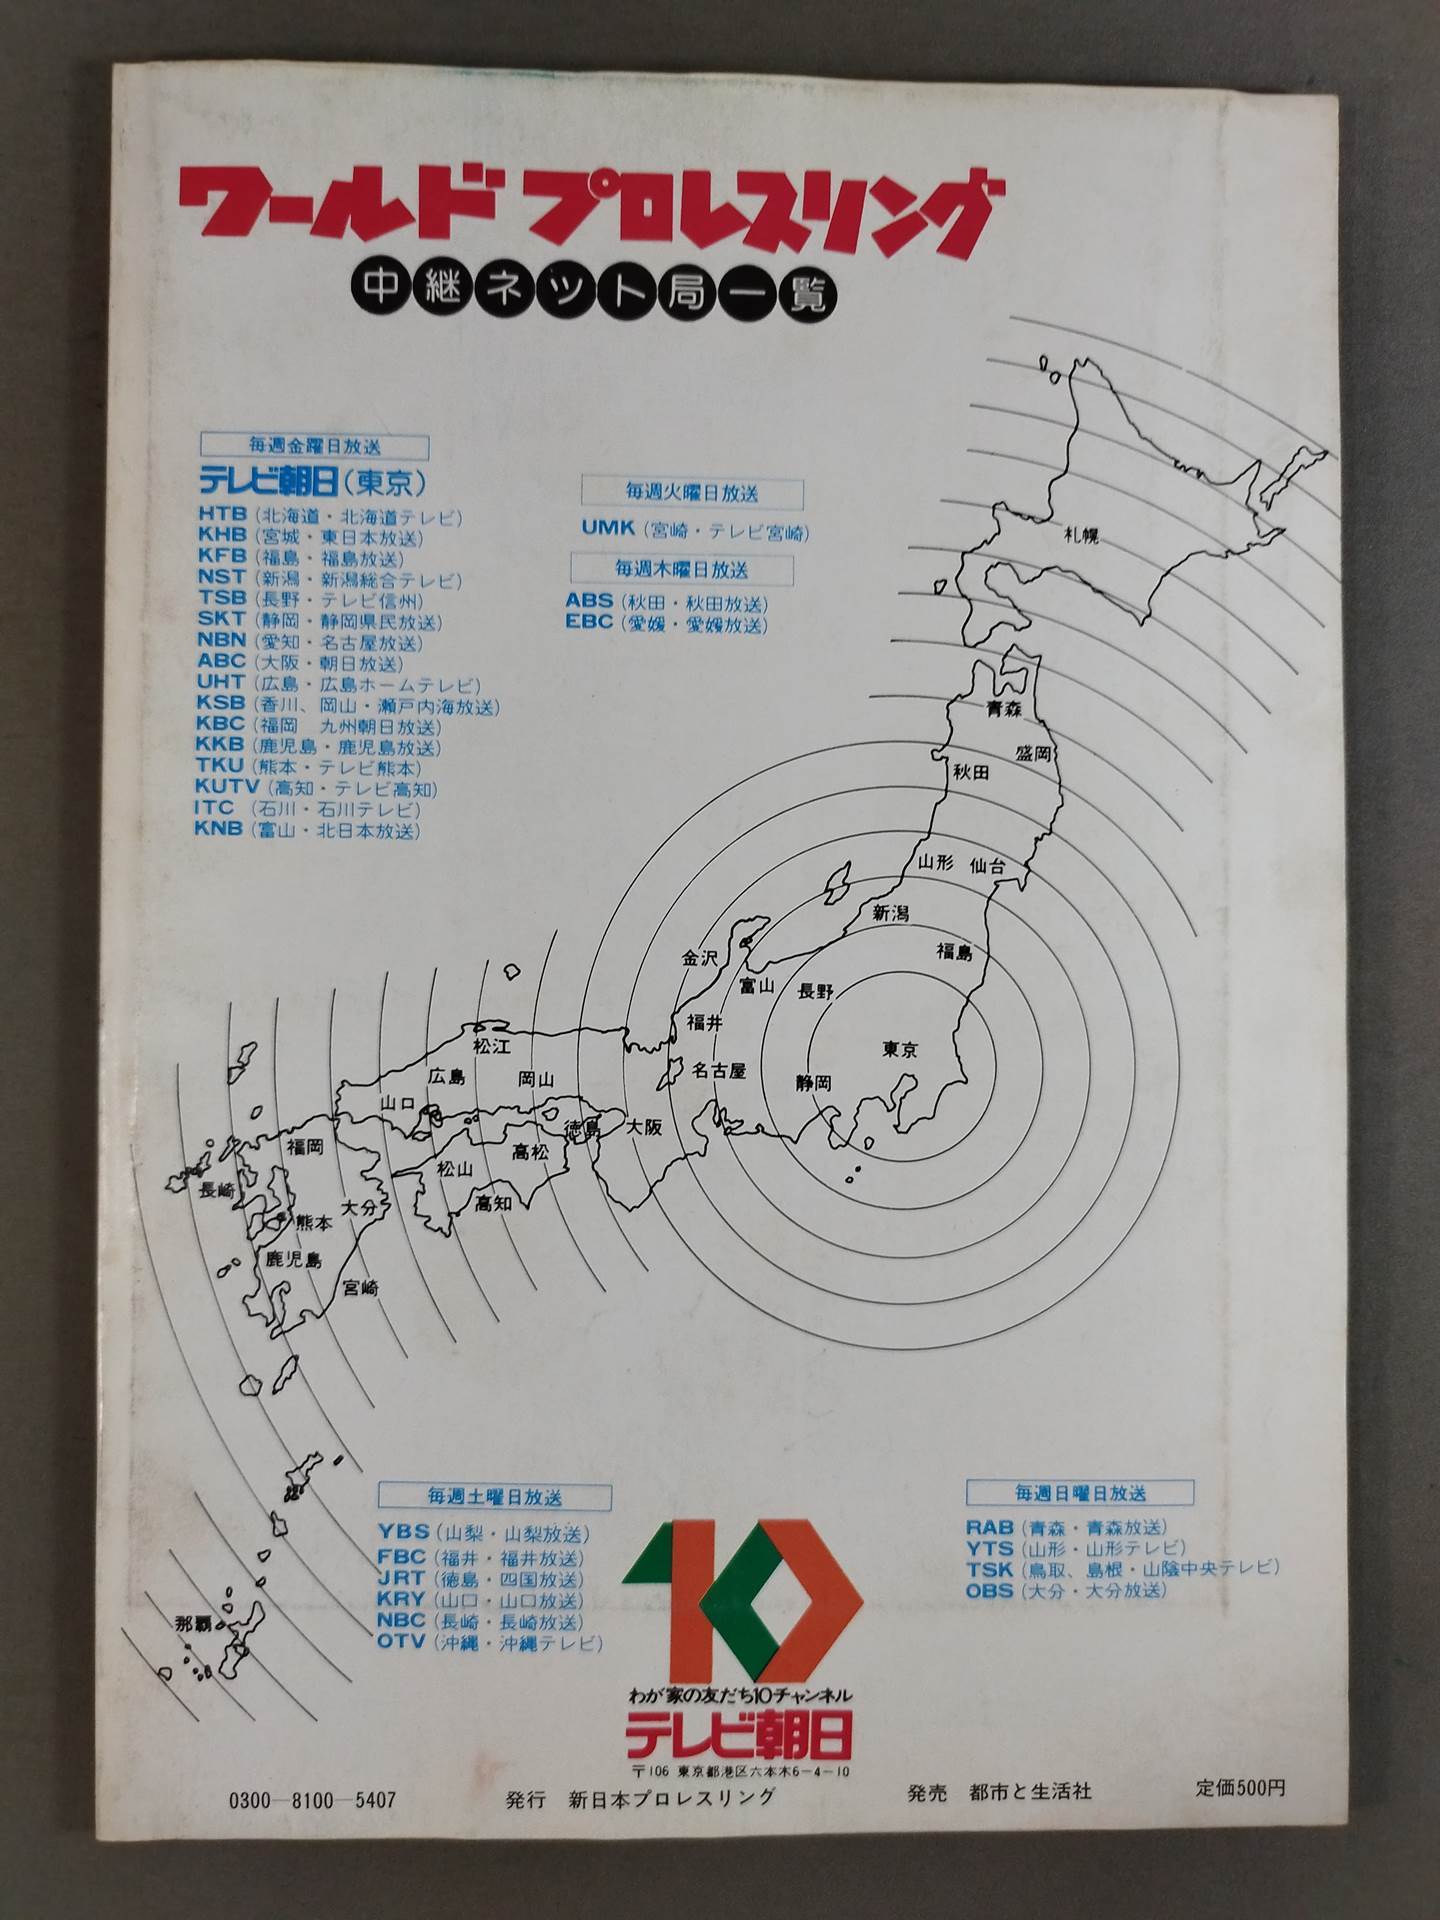 ワールドプロレスリング
中継ネット局一覧
毎週金曜日放送
テレビ朝日(東京)
HTB (北海道・北海道テレビ)
KHB (宮城・東日本放送)
KFB (福島・福島放送)
NST (新潟・新潟総合テレビ)
TSB (長野・テレビ信州)
SKT (静岡・静岡県民放送)
NBN (愛知・名古屋放送)
ABC (大阪・朝日放送)
UHT (広島・広島ホームテレビ)
KSB (香川、岡山・瀬戸内海放送)
KBC (福岡 九州朝日放送)
KKB (鹿児島・鹿児島放送)
TKU (熊本・テレビ熊本)
KUTV (高知・テレビ高知)
ITC (石川・石川テレビ)
KNB (富山・北日本放送)
毎週火曜日放送
UMK (宮崎・テレビ宮崎)
毎週木曜日放送
ABS (秋田・秋田放送)
EBC (愛媛・愛媛放送)
札幌
青森
盛岡
秋田
山形 仙台
新潟
福島
金沢
富山
長野
福井
東京
名古屋
静岡
松江
広島
岡山
山口
徳島
大阪
福岡
高松
松山
長崎
高知
大分
熊本
鹿児島
宮崎
那覇
毎週土曜日放送
YBS (山梨・山梨放送)
FBC (福井・福井放送)
JRT (徳島・四国放送)
KRY (山口・山口放送)
NBC (長崎・長崎放送)
OTV (沖縄・沖縄テレビ)
毎週日曜日放送
RAB (青森・青森放送)
YTS (山形・山形テレビ)
TSK (鳥取、島根・山陰中央テレビ)
OBS (大分・大分放送)
10
わが家の友だち10チャンネル
テレビ朝日
〒106 東京都港区六本木6-4-10
0300-8100-5407
発行 新日本プロレスリング
発売 都市と生活社
定価500円